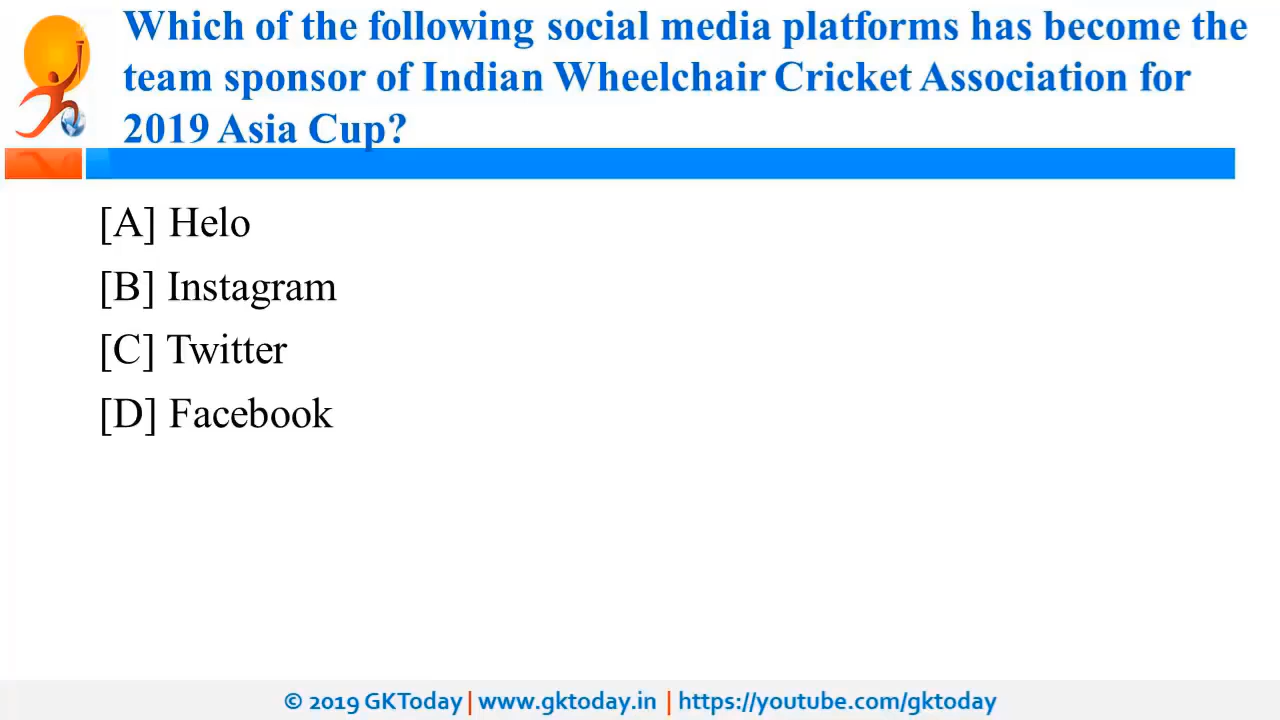 Which of the following social media platforms has become the
team sponsor of Indian Wheelchair Cricket Association for
2019 Asia Cup?
[A] Helo
[B] Instagram
[C] Twitter
[D] Facebook
© 2019 GKToday | www.gktoday.in | https://youtube.com/gktoday